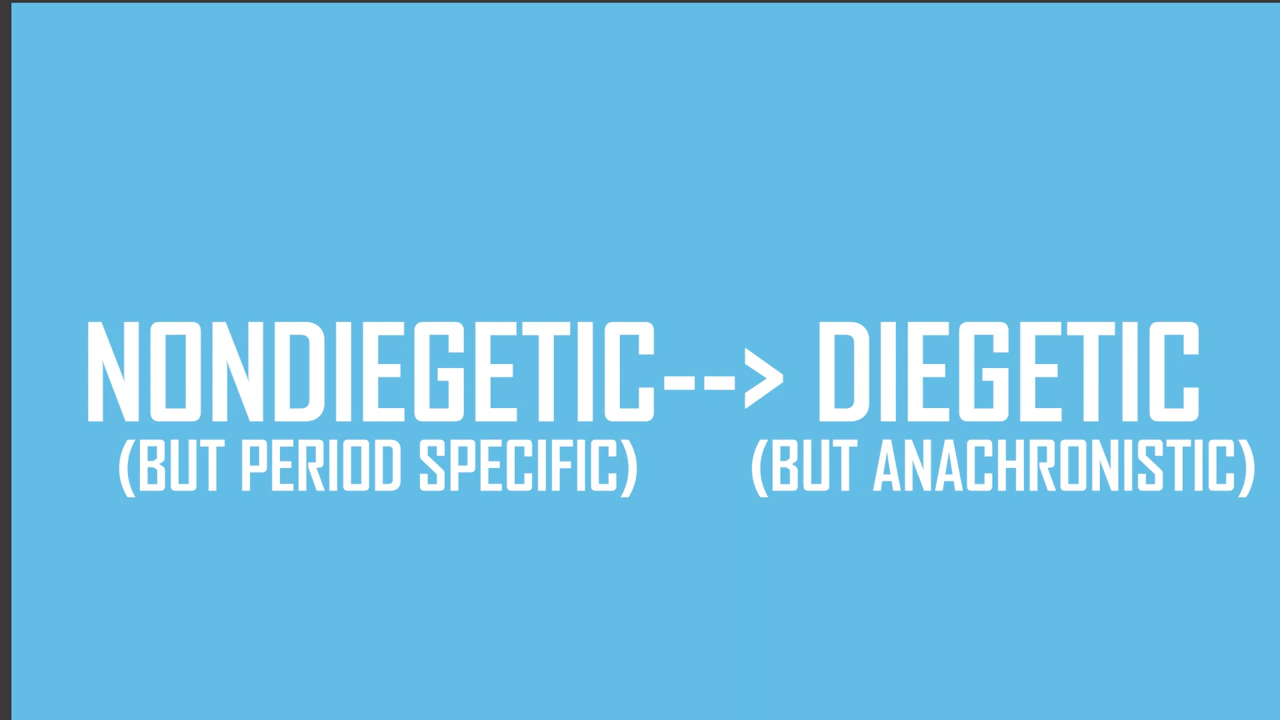 NONDIEGETIC--> DIEGETIC
(BUT PERIOD SPECIFIC) (BUT ANACHRONISTIC)